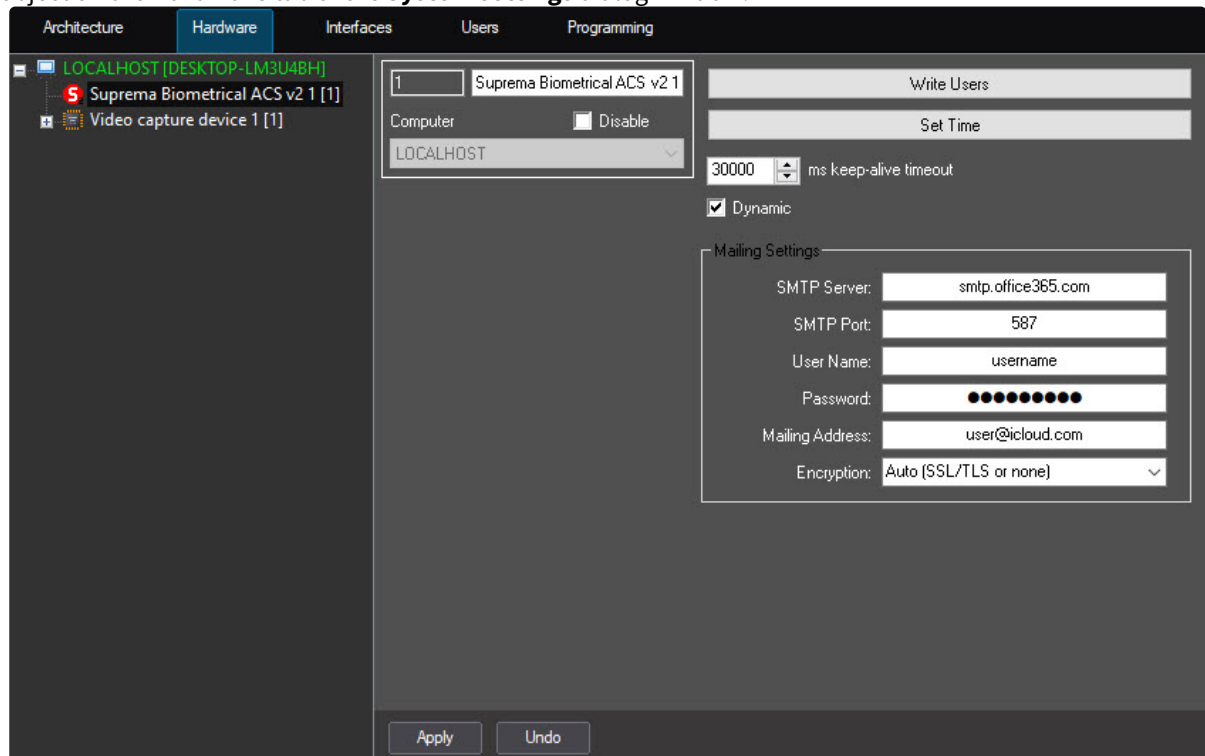 Architecture Hardware Interfaces Users Programming
LOCALHOST [DESKTOP-LM3U4BH]
S Suprema Biometrical ACS v2 1 [1]
Video capture device 1 [1]
1 Suprema Biometrical ACS v2 1
Computer Disable
LOCALHOST
Write Users
Set Time
30000 ms keep-alive timeout
Dynamic
Mailing Settings
SMTP Server: smtp.office365.com
SMTP Port: 587
User Name: username
Password: ●●●●●●●●●
Mailing Address: user@icloud.com
Encryption: Auto (SSL/TLS or none)
Apply Undo